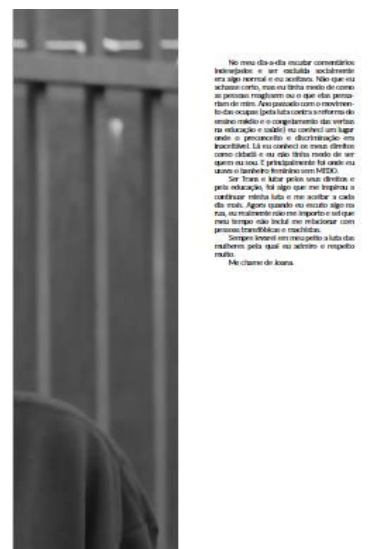 No meu dia-a-dia escutar comentários
indesejados e ser excluída socialmente
era algo normal e eu aceitava. Não que eu
achasse certo, mas eu tinha medo de como
as pessoas reagissem ou o que elas pensa-
riam de mim. Ano passado com o movimen-
to das ocupas (pela luta contra a reforma do
ensino médio e o congelamento das verbas
na educação e saúde) eu conheci um lugar
onde o preconceito e discriminação era
inaceitável. Lá eu conheci os meus direitos
como cidadã e eu não tinha medo de ser
quem eu sou. E principalmente foi onde eu
usava o banheiro feminino sem MEDO.
Ser Trans e lutar pelos seus direitos e
pela educação, foi algo que me inspirou a
continuar minha luta e me aceitar a cada
dia mais. Agora quando eu escuto algo na
rua, eu realmente não me importo e sei que
meu tempo não inclui me relacionar com
pessoas transfóbicas e machistas.
Sempre levarei em meu peito a luta das
mulheres pela qual eu admiro e respeito
muito.
Me chame de Joana.